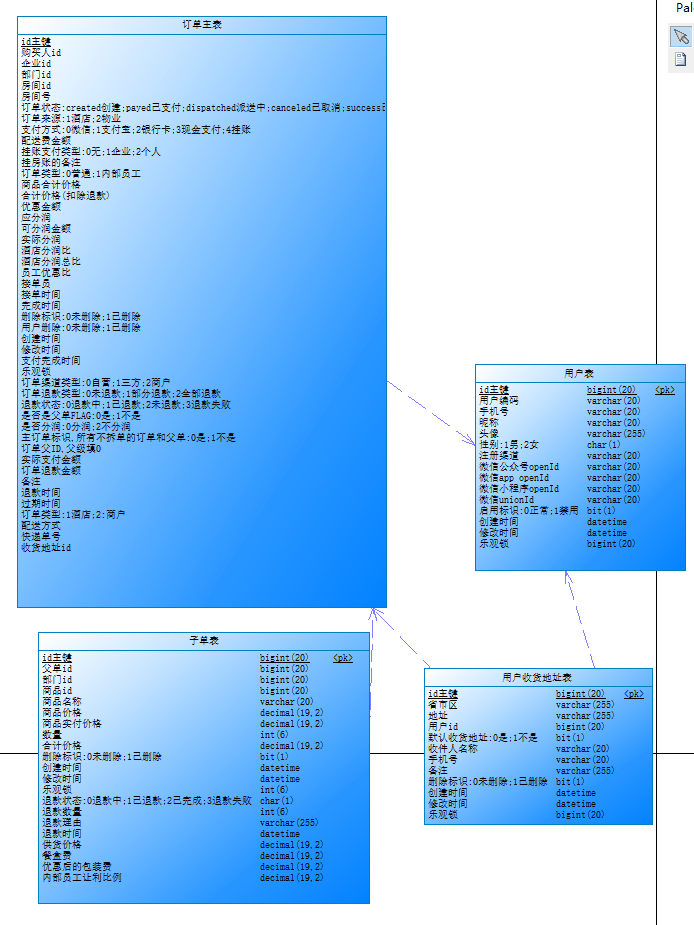 Pal
订单主表
id主键
购买人id
企业id
部门id
房间id
房间号
订单状态:created创建;payed已支付;dispatched派送中;canceled已取消;success已
订单来源:1酒店;2物业
支付方式:0微信;1支付宝;2银行卡;3现金支付;4挂账
配送费金额
挂账支付类型:0无;1企业;2个人
挂房账的备注
订单类型:0普通;1内部员工
商品合计价格
合计价格(扣除退款)
优惠金额
应分润
可分润金额
实际分润
酒店分润比
酒店分润总比
员工优惠比
接单员
接单时间
完成时间
删除标识:0未删除;1已删除
用户删除:0未删除;1已删除
创建时间
修改时间
支付完成时间
乐观锁
订单渠道类型:0自营;1三方;2商户
订单退款类型:0未退款;1部分退款;2全部退款
退款状态:0退款中;1已退款;2未退款;3退款失败
是否是父单FLAG:0是;1不是
是否分润:0分润;2不分润
主订单标识,所有不拆单的订单和父单:0是;1不是
订单父ID,父级填0
实际支付金额
订单退款金额
备注
退款时间
过期时间
订单类型:1酒店;2:商户
配送方式
快递单号
收货地址id
用户表
id主键 bigint(20) <pk>
用户编码 varchar(20)
手机号 varchar(20)
昵称 varchar(20)
头像 varchar(255)
性别:1男;2女 char(1)
注册渠道 varchar(20)
微信公众号openId varchar(20)
微信app openId varchar(20)
微信小程序openId varchar(20)
微信unionId varchar(20)
启用标识:0正常;1禁用 bit(1)
创建时间 datetime
修改时间 datetime
乐观锁 bigint(20)
子单表
id主键 bigint(20) <pk>
父单id bigint(20)
部门id bigint(20)
商品id bigint(20)
商品名称 varchar(20)
商品价格 decimal(19,2)
商品实付价格 decimal(19,2)
数量 int(6)
合计价格 decimal(19,2)
删除标识:0未删除;1已删除 bit(1)
创建时间 datetime
修改时间 datetime
乐观锁 int(6)
退款状态:0退款中;1已退款;2已完成;3退款失败 char(1)
退款数量 int(6)
退款理由 varchar(255)
退款时间 datetime
供货价格 decimal(19,2)
餐盒费 decimal(19,2)
优惠后的包装费 decimal(19,2)
内部员工让利比例 decimal(19,2)
用户收货地址表
id主键 bigint(20) <pk>
省市区 varchar(255)
地址 varchar(255)
用户id bigint(20)
默认收货地址:0是;1不是 bit(1)
收件人名称 varchar(20)
手机号 varchar(20)
备注 varchar(255)
删除标识:0未删除;1已删除 bit(1)
创建时间 datetime
修改时间 datetime
乐观锁 bigint(20)